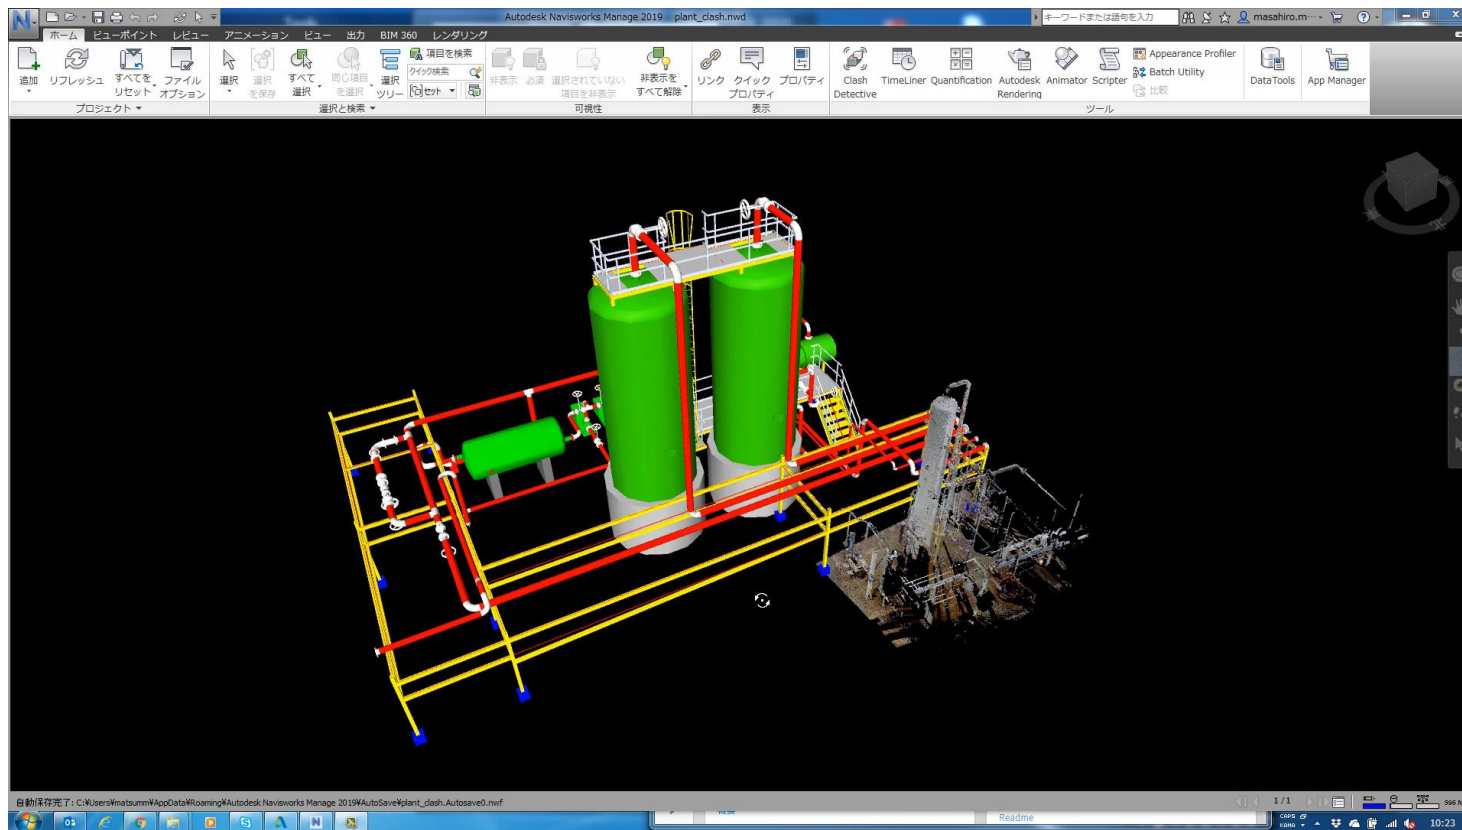 Autodesk Navisworks Manage 2019 plant_clash.nwd
キーワードまたは語句を入力
masahiro.m…
ホーム ビューポイント レビュー アニメーション ビュー 出力 BIM 360 レンダリング
追加
リフレッシュ
すべてをリセット
ファイル オプション
プロジェクト
選択
選択を保存
すべて選択
同じ項目を選択
選択ツリー
項目を検索
クイック検索
セット
選択と検索
非表示
必須
選択されていない項目を非表示
非表示をすべて解除
可視性
リンク
クイック プロパティ
プロパティ
表示
Clash Detective
TimeLiner
Quantification
Autodesk Rendering
Animator
Scripter
Appearance Profiler
Batch Utility
比較
ツール
DataTools
App Manager
自動保存完了: C:¥Users¥matsumm¥AppData¥Roaming¥Autodesk Navisworks Manage 2019¥AutoSave¥plant_clash.Autosave0.nwf
1 / 1
Readme
CAPS
KANA
10:23